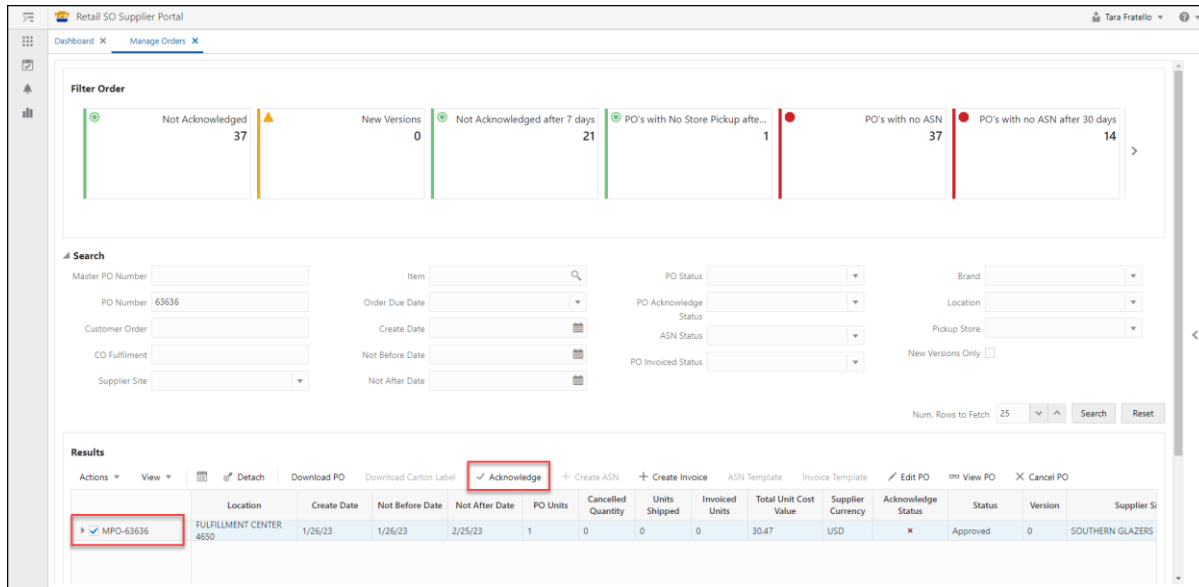 Retail SO Supplier Portal
Tara Fratello
Dashboard
Manage Orders
Filter Order
Not Acknowledged
37
New Versions
0
Not Acknowledged after 7 days
21
PO's with No Store Pickup afte...
1
PO's with no ASN
37
PO's with no ASN after 30 days
14
Search
Master PO Number
Item
PO Status
Brand
PO Number 63636
Order Due Date
PO Acknowledge Status
Location
Customer Order
Create Date
ASN Status
Pickup Store
CO Fulfilment
Not Before Date
PO Invoiced Status
New Versions Only
Supplier Site
Not After Date
Num. Rows to Fetch 25 Search Reset
Results
Actions View Detach Download PO Download Carton Label Acknowledge Create ASN Create Invoice ASN Template Invoice Template Edit PO View PO Cancel PO
Location Create Date Not Before Date Not After Date PO Units Cancelled Quantity Units Shipped Invoiced Units Total Unit Cost Value Supplier Currency Acknowledge Status Status Version Supplier Si
MPO-63636 FULFILLMENT CENTER 4650 1/26/23 1/26/23 2/25/23 1 0 0 0 30.47 USD Approved 0 SOUTHERN GLAZERS